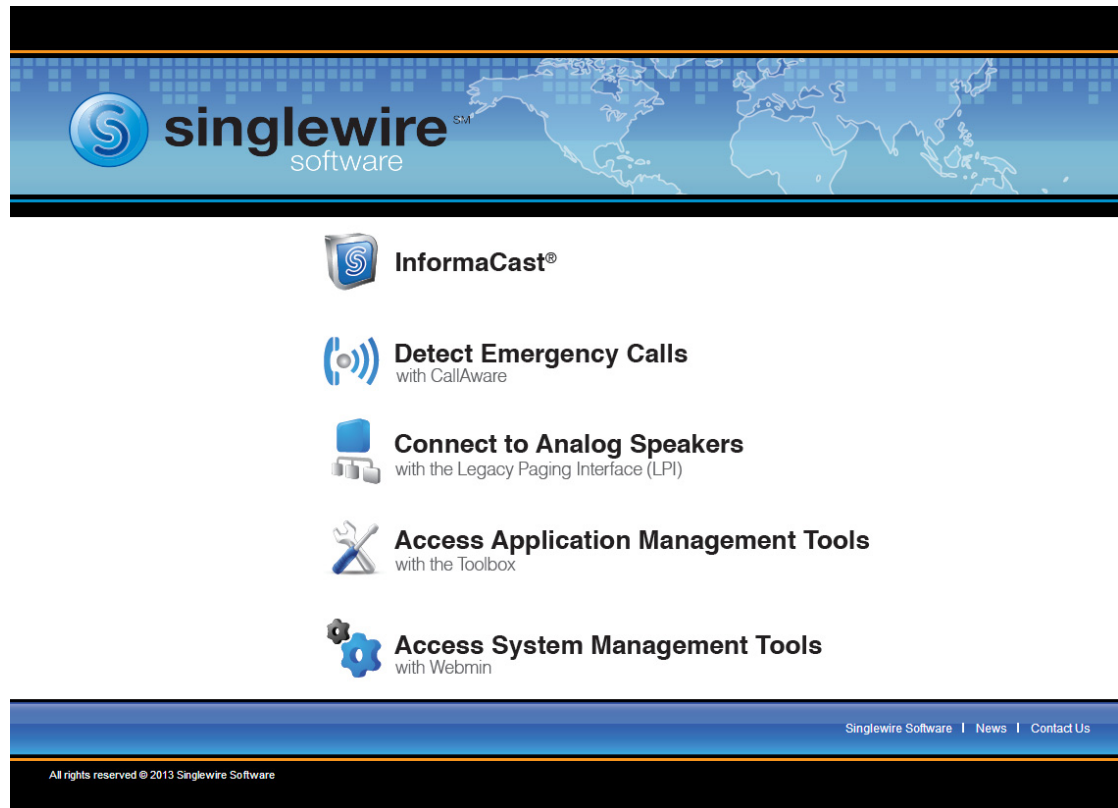 singlewire SM
software
InformaCast®
Detect Emergency Calls
with CallAware
Connect to Analog Speakers
with the Legacy Paging Interface (LPI)
Access Application Management Tools
with the Toolbox
Access System Management Tools
with Webmin
Singlewire Software | News | Contact Us
All rights reserved © 2013 Singlewire Software